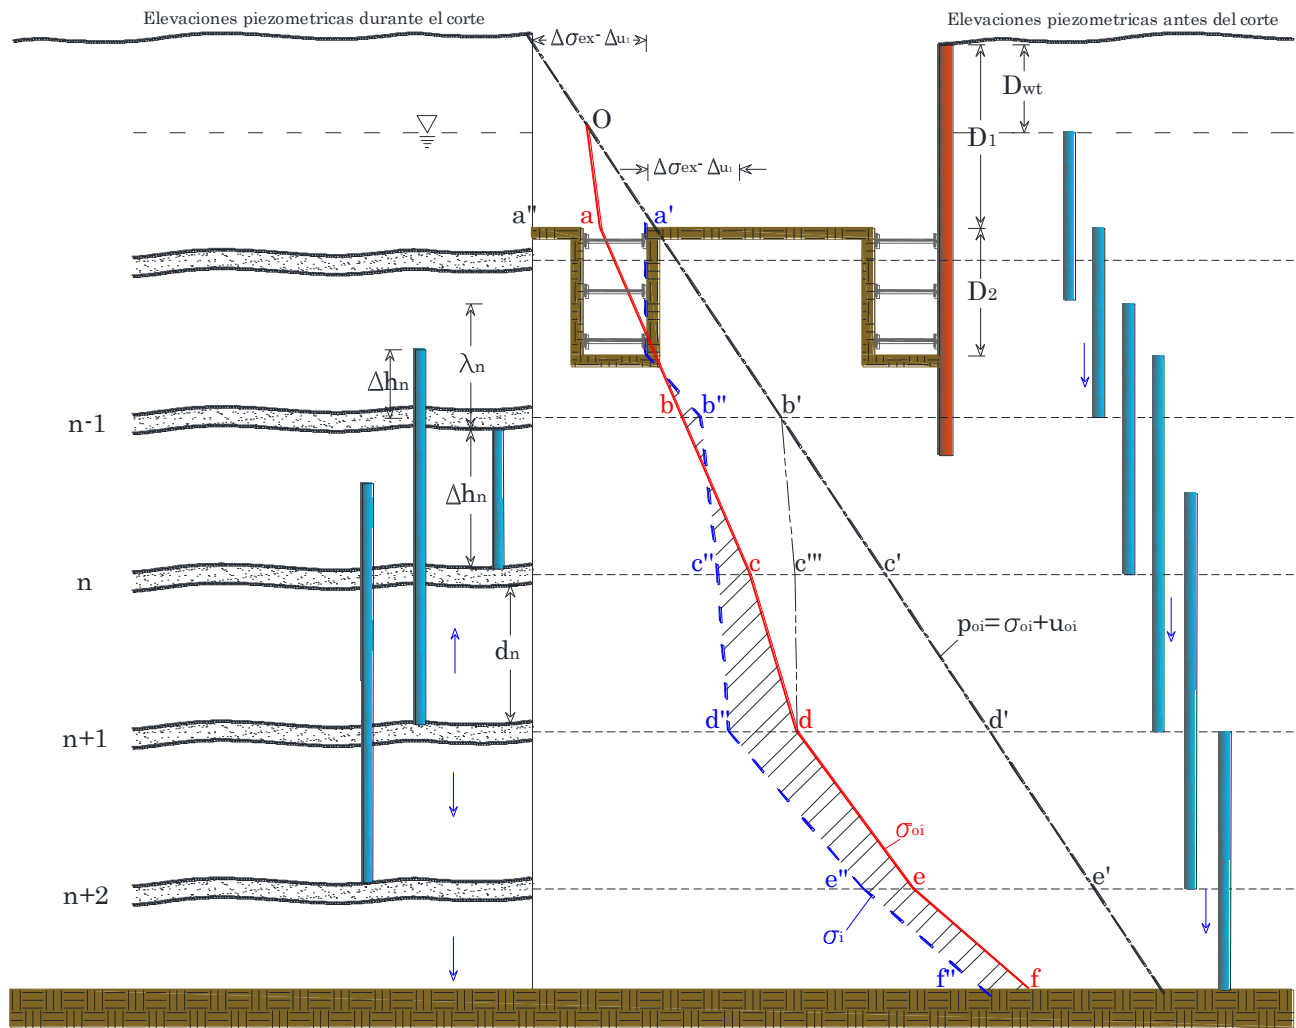 Elevaciones piezometricas durante el corte
Elevaciones piezometricas antes del corte
Δσex- Δu1
Dwt
O
D1
Δσex- Δu1
a''
a
a'
D2
λn
Δhn
n-1
b
b''
b'
Δhn
n
c''
c
c'''
c'
poi= σoi+uoi
dn
n+1
d''
d
d'
σoi
n+2
e''
e
e'
σi
f''
f